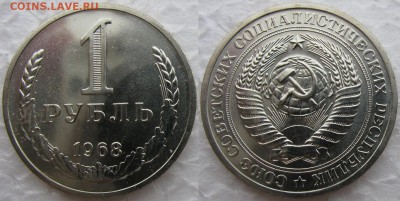 COINS.LAVE.RU
1
РУБЛЬ
1968
СОЮЗ СОВЕТСКИХ СОЦИАЛИСТИЧЕСКИХ РЕСПУБЛИК